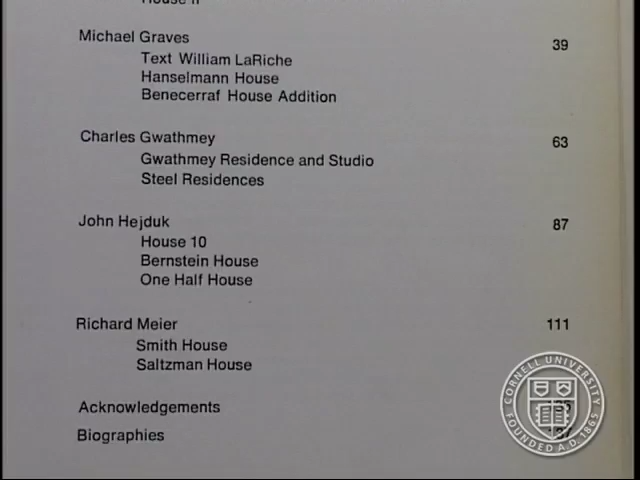 House II
Michael Graves 39
Text William LaRiche
Hanselmann House
Benecerraf House Addition
Charles Gwathmey 63
Gwathmey Residence and Studio
Steel Residences
John Hejduk 87
House 10
Bernstein House
One Half House
Richard Meier 111
Smith House
Saltzman House
Acknowledgements
Biographies
CORNELL UNIVERSITY
FOUNDED A.D. 1865